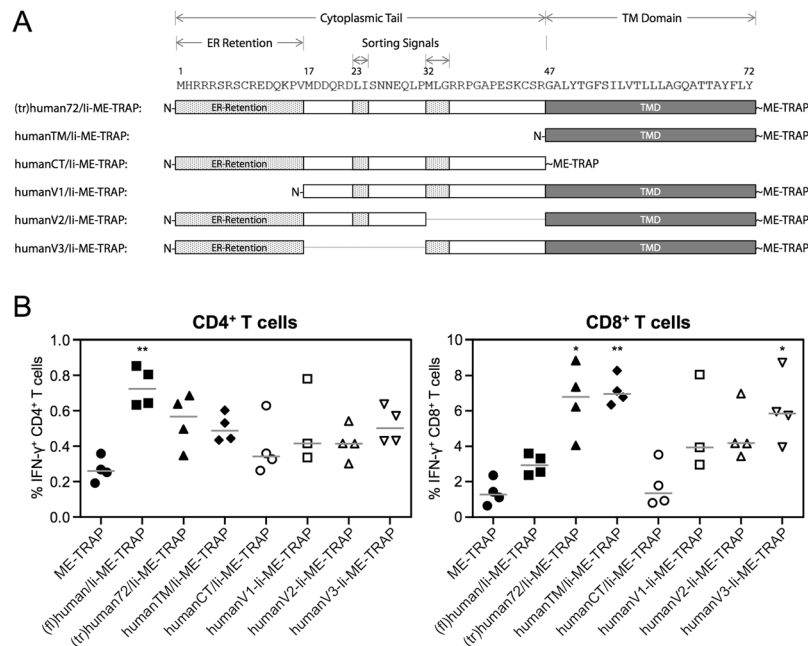 A
Cytoplasmic Tail
TM Domain
ER Retention
Sorting Signals
1 17 23 32 47 72
MHRRRSRSCREDQKPVMDDQRDLISNNEQLPMLGRRPGAPESKCSRGALYTGFSILVTLLLAGQATTAYFLY
(tr)human72/Ii-ME-TRAP: N- ER-Retention TMD ~ME-TRAP
humanTM/Ii-ME-TRAP: N- TMD ~ME-TRAP
humanCT/Ii-ME-TRAP: N- ER-Retention ~ME-TRAP
humanV1/Ii-ME-TRAP: N- TMD ~ME-TRAP
humanV2/Ii-ME-TRAP: N- ER-Retention TMD ~ME-TRAP
humanV3/Ii-ME-TRAP: N- ER-Retention TMD ~ME-TRAP
B
CD4+ T cells
% IFN-γ+ CD4+ T cells
1.0
0.8
0.6
0.4
0.2
0.0
**
ME-TRAP
(fl)human/Ii-ME-TRAP
(tr)human72/Ii-ME-TRAP
humanTM/Ii-ME-TRAP
humanCT/Ii-ME-TRAP
humanV1-Ii-ME-TRAP
humanV2-Ii-ME-TRAP
humanV3-Ii-ME-TRAP
CD8+ T cells
% IFN-γ+ CD8+ T cells
10
8
6
4
2
0
* ** *
ME-TRAP
(fl)human/Ii-ME-TRAP
(tr)human72/Ii-ME-TRAP
humanTM/Ii-ME-TRAP
humanCT/Ii-ME-TRAP
humanV1-Ii-ME-TRAP
humanV2-Ii-ME-TRAP
humanV3-Ii-ME-TRAP